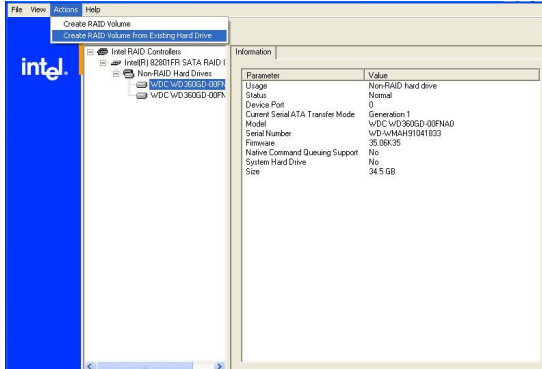 File View Actions Help
Create RAID Volume
Create RAID Volume from Existing Hard Drive
intel.
Intel RAID Controllers
Intel(R) 82801FR SATA RAID (
Non-RAID Hard Drives
WDC WD360GD-00FN
WDC WD360GD-00FN
Information
Parameter Value
Usage Non-RAID hard drive
Status Normal
Device Port 0
Current Serial ATA Transfer Mode Generation 1
Model WDC WD360GD-00FNA0
Serial Number WD-WMAH91041833
Firmware 35.06K35
Native Command Queuing Support No
System Hard Drive No
Size 34.5 GB